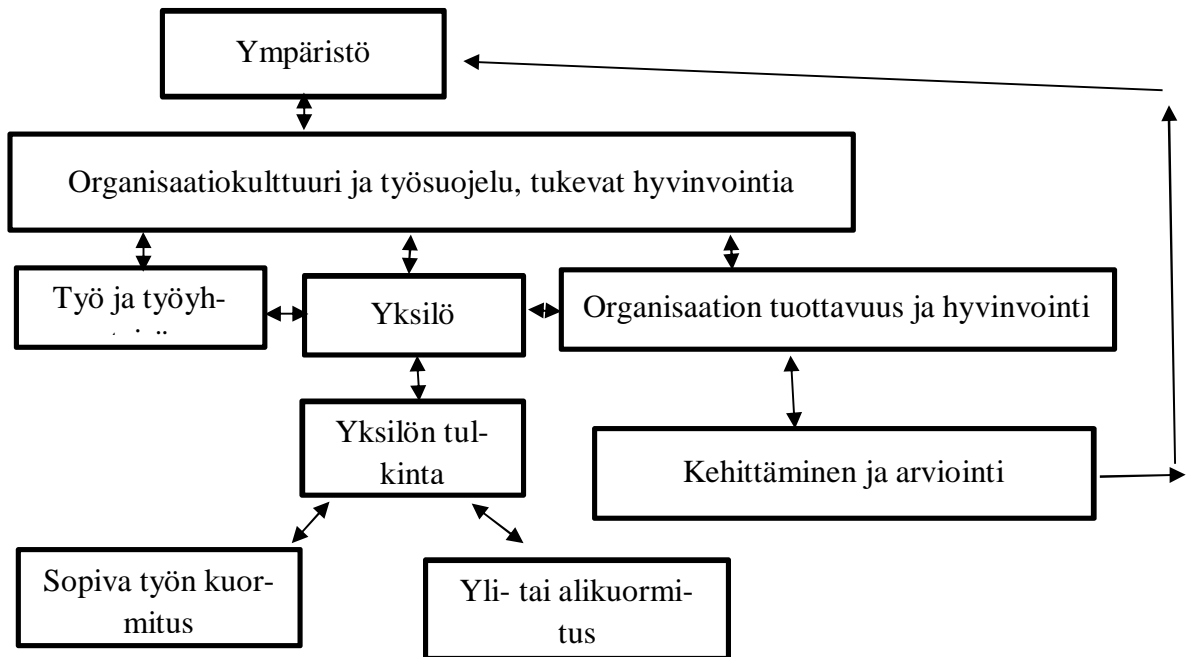 Ympäristö
Organisaatiokulttuuri ja työsuojelu, tukevat hyvinvointia
Työ ja työyh-
Yksilö
Organisaation tuottavuus ja hyvinvointi
Yksilön tul-
kinta
Kehittäminen ja arviointi
Sopiva työn kuor-
mitus
Yli- tai alikuormi-
tus